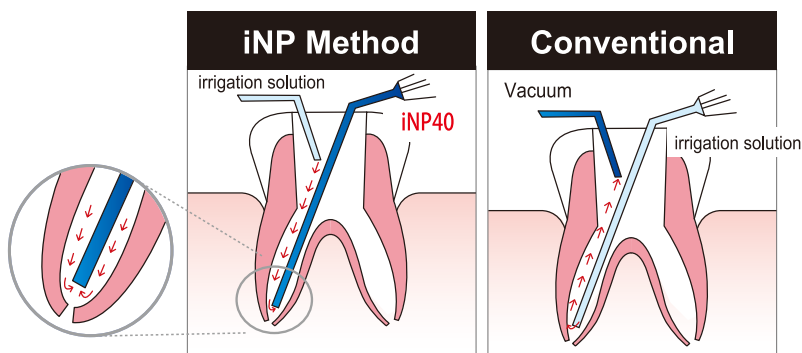 iNP Method
irrigation solution
iNP40
Conventional
Vacuum
irrigation solution